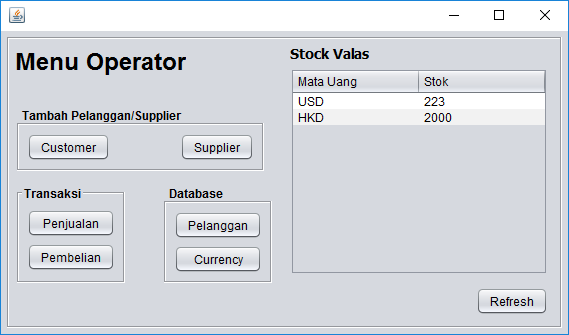 Menu Operator
Stock Valas
Mata Uang Stok
USD 223
HKD 2000
Tambah Pelanggan/Supplier
Customer Supplier
Transaksi
Penjualan
Pembelian
Database
Pelanggan
Currency
Refresh